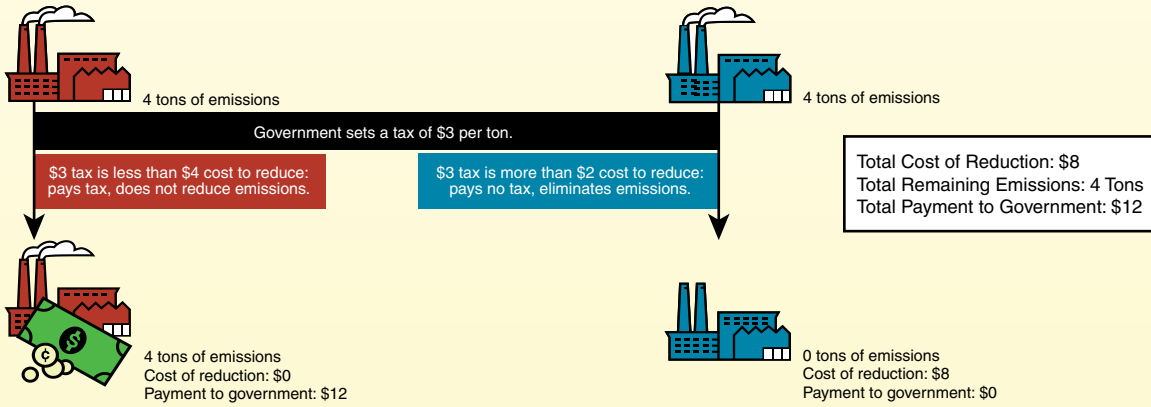 4 tons of emissions
4 tons of emissions
Government sets a tax of $3 per ton.
$3 tax is less than $4 cost to reduce:
pays tax, does not reduce emissions.
$3 tax is more than $2 cost to reduce:
pays no tax, eliminates emissions.
Total Cost of Reduction: $8
Total Remaining Emissions: 4 Tons
Total Payment to Government: $12
$
¢
4 tons of emissions
Cost of reduction: $0
Payment to government: $12
0 tons of emissions
Cost of reduction: $8
Payment to government: $0